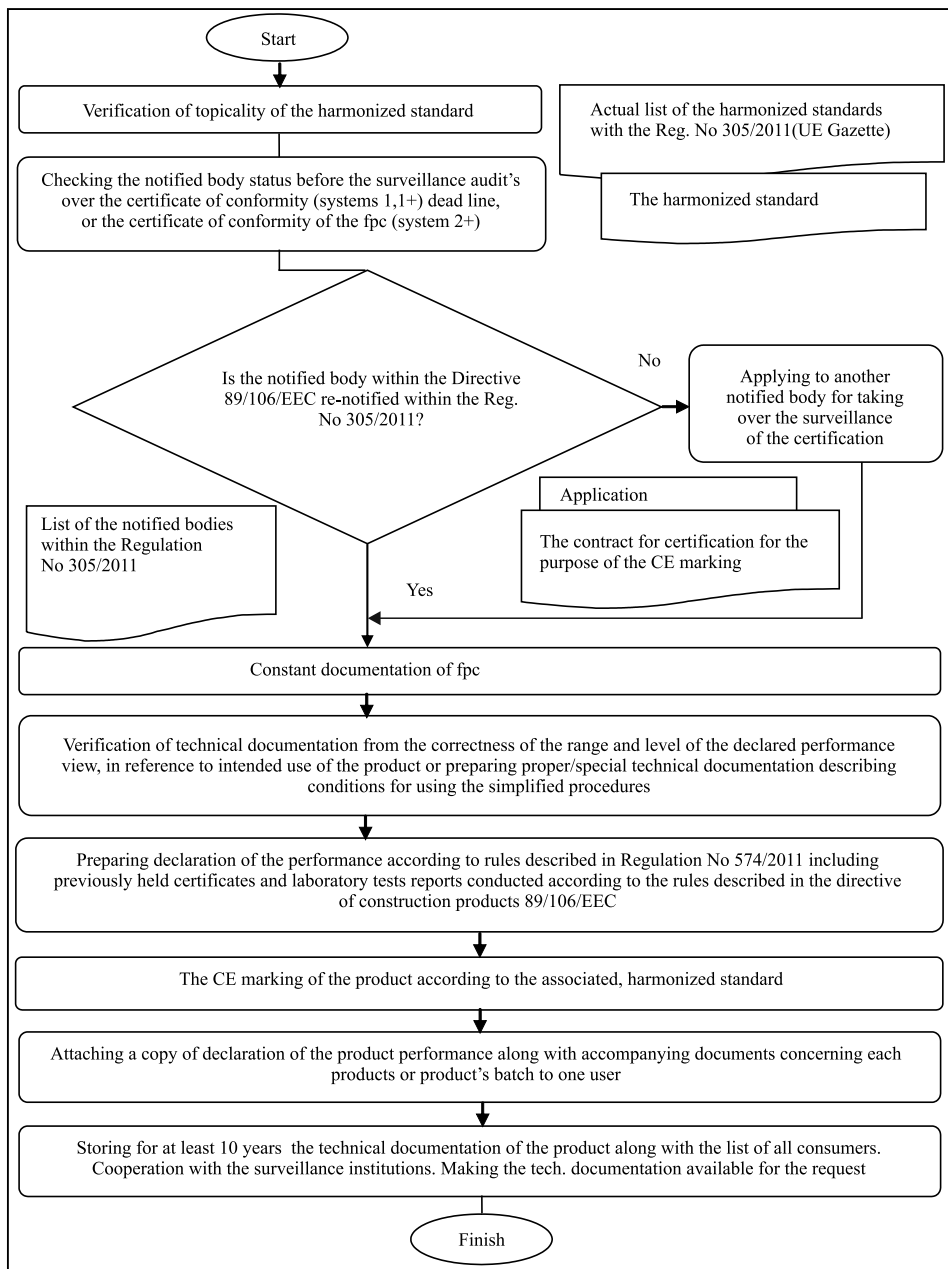 Start
Verification of topicality of the harmonized standard
Actual list of the harmonized standards
with the Reg. No 305/2011(UE Gazette)
The harmonized standard
Checking the notified body status before the surveillance audit's
over the certificate of conformity (systems 1,1+) dead line,
or the certificate of conformity of the fpc (system 2+)
Is the notified body within the Directive
89/106/EEC re-notified within the Reg.
No 305/2011?
No
Applying to another
notified body for taking
over the surveillance
of the certification
Application
The contract for certification for the
purpose of the CE marking
List of the notified bodies
within the Regulation
No 305/2011
Yes
Constant documentation of fpc
Verification of technical documentation from the correctness of the range and level of the declared performance
view, in reference to intended use of the product or preparing proper/special technical documentation describing
conditions for using the simplified procedures
Preparing declaration of the performance according to rules described in Regulation No 574/2011 including
previously held certificates and laboratory tests reports conducted according to the rules described in the directive
of construction products 89/106/EEC
The CE marking of the product according to the associated, harmonized standard
Attaching a copy of declaration of the product performance along with accompanying documents concerning each
products or product's batch to one user
Storing for at least 10 years the technical documentation of the product along with the list of all consumers.
Cooperation with the surveillance institutions. Making the tech. documentation available for the request
Finish